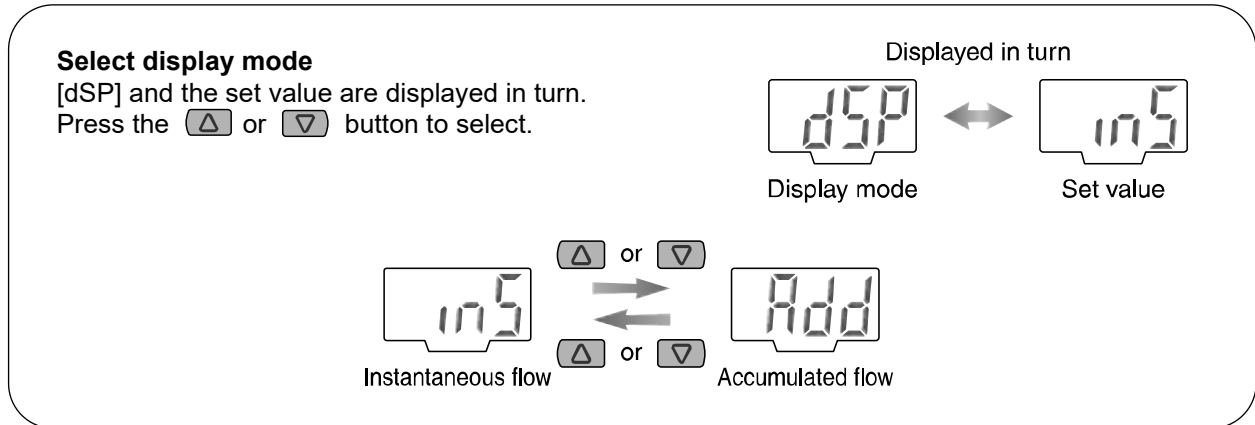 Select display mode
[dSP] and the set value are displayed in turn.
Press the △ or ▽ button to select.
Displayed in turn
dSP inS
Display mode Set value
△ or ▽
inS Add
△ or ▽
Instantaneous flow Accumulated flow